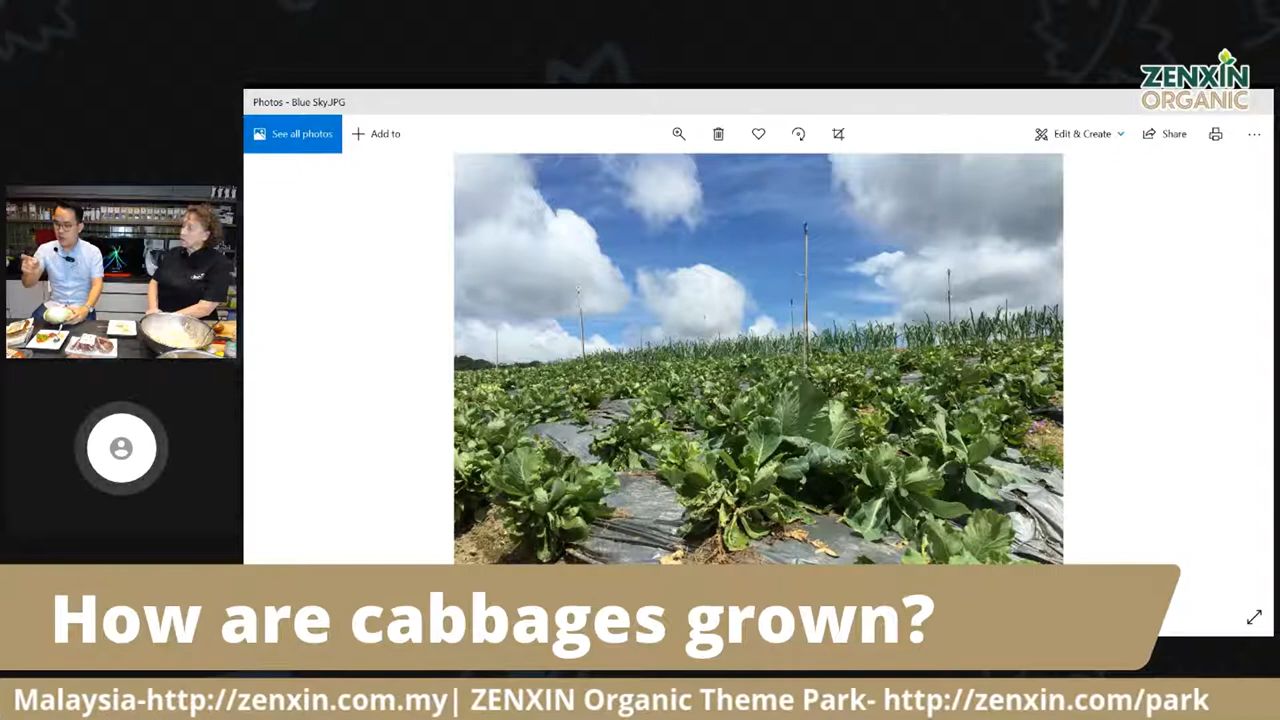 ZENXIN
ORGANIC
Photos - Blue Sky.JPG
See all photos
Add to
Edit & Create
Share
How are cabbages grown?
Malaysia-http://zenxin.com.my| ZENXIN Organic Theme Park- http://zenxin.com/park